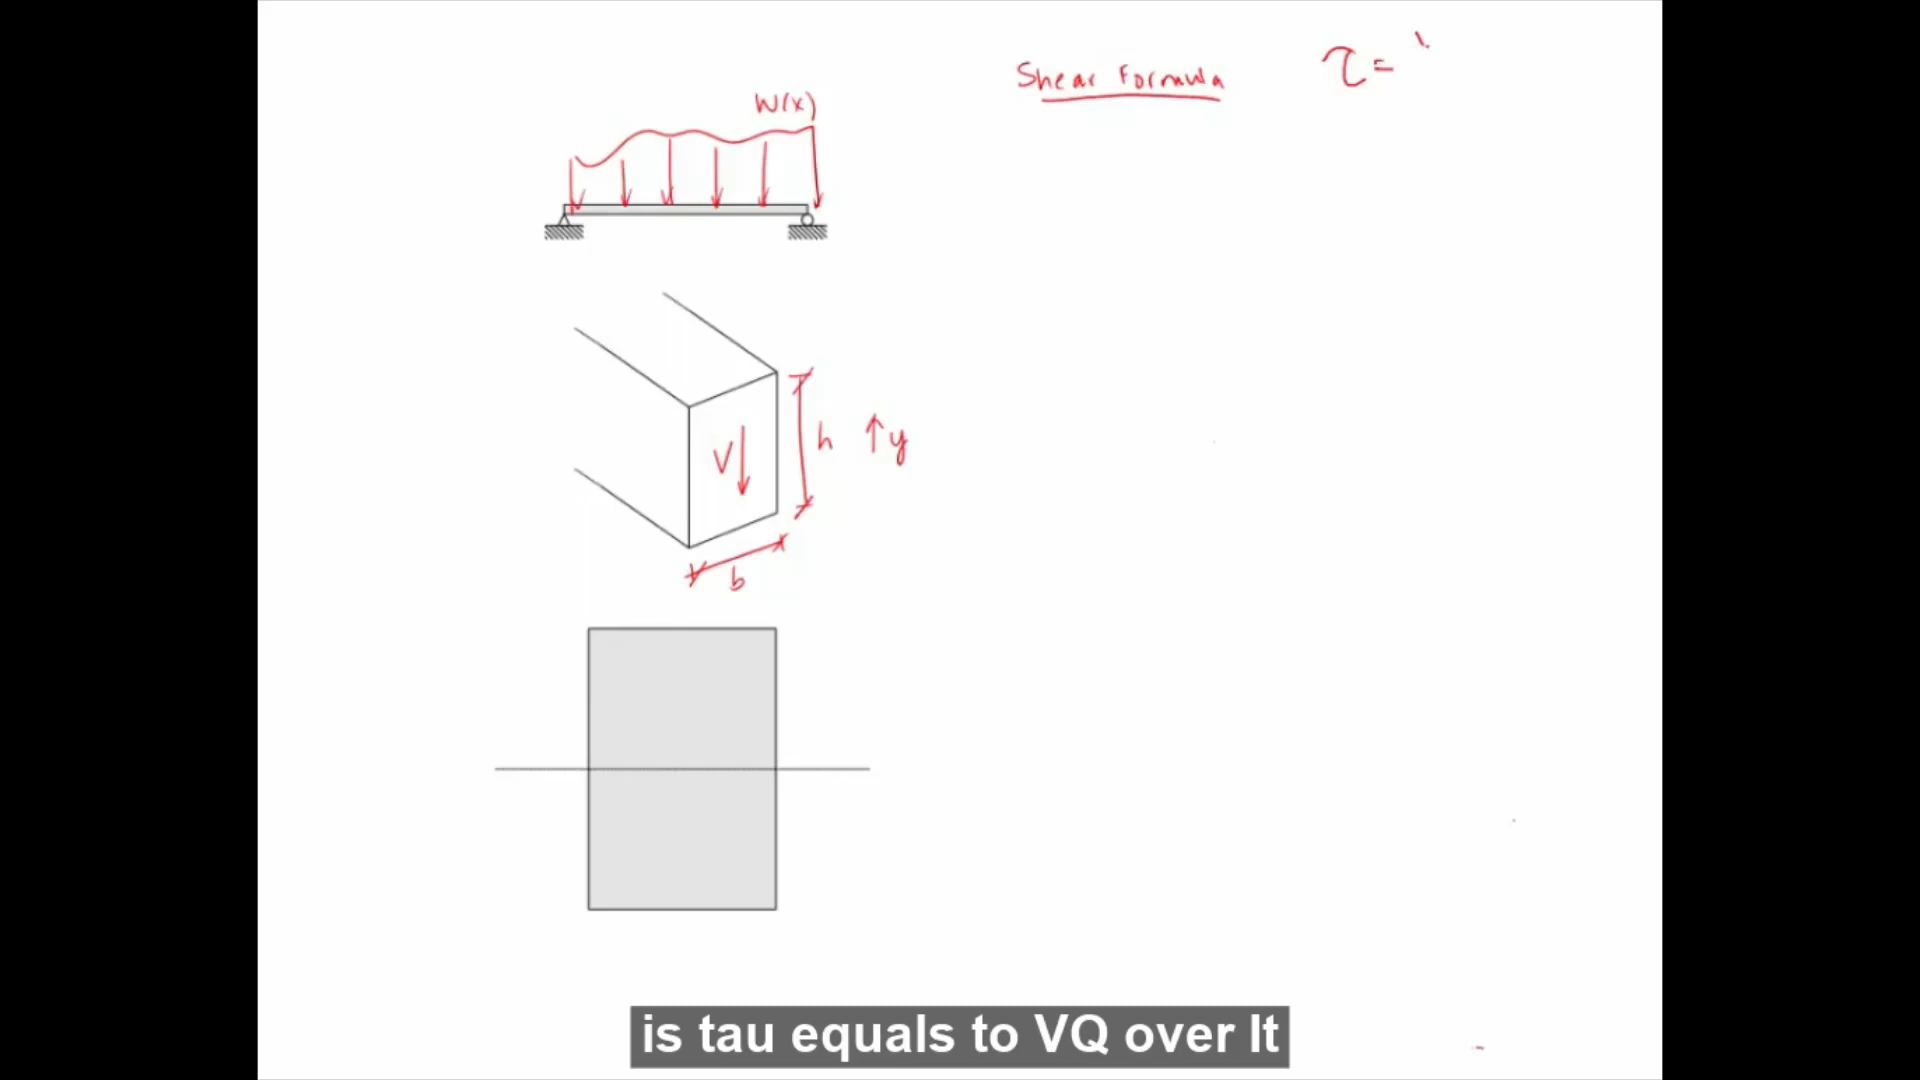 Shear Formula
τ =
W(x)
V
h
↑y
b
is tau equals to VQ over It